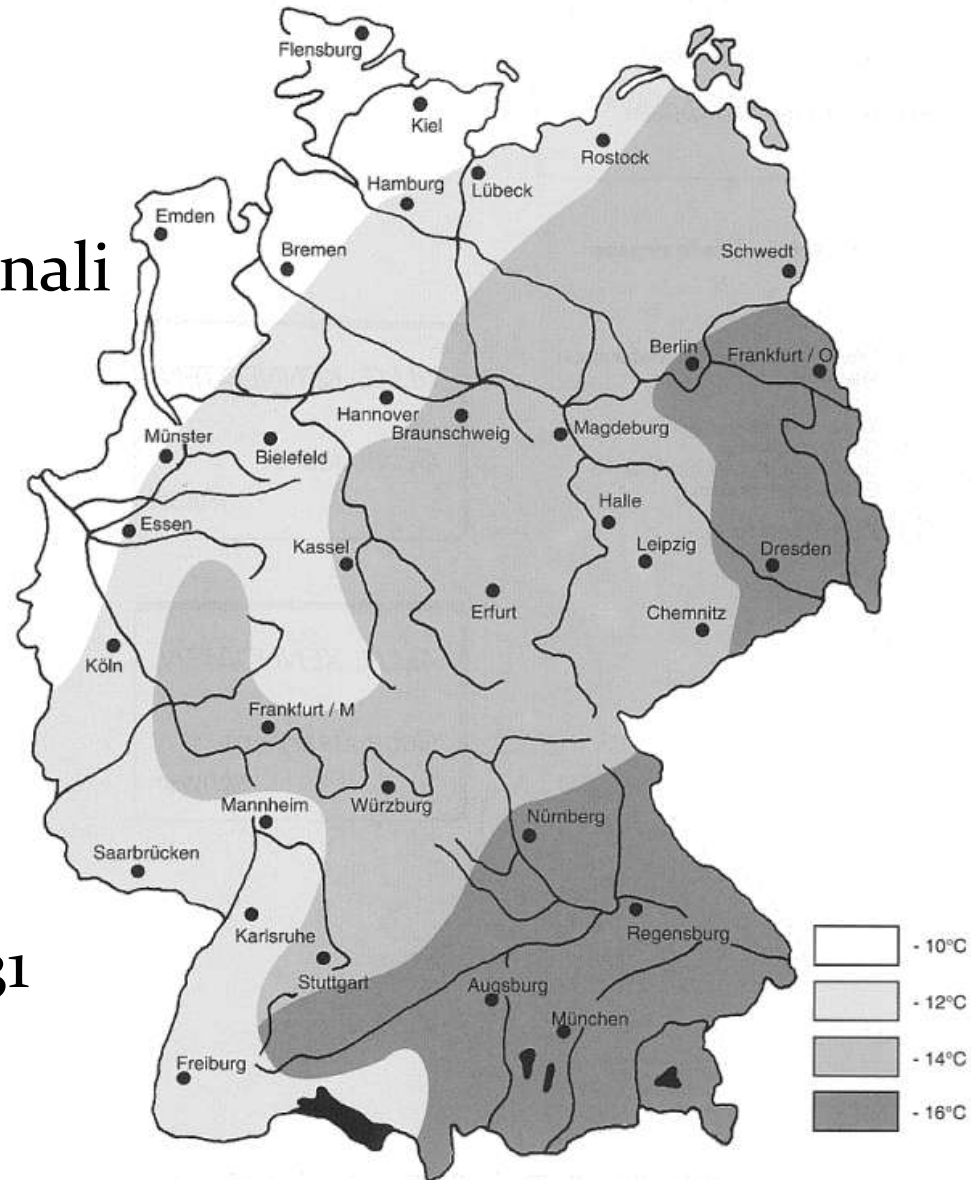 Flensburg
Kiel
Rostock
Lübeck
Hamburg
Emden
Bremen
Schwedt
nali
Berlin
Frankfurt / O
Hannover
Braunschweig
Magdeburg
Münster
Bielefeld
Halle
Essen
Kassel
Leipzig
Dresden
Erfurt
Chemnitz
Köln
Frankfurt / M
Mannheim
Würzburg
Nürnberg
Saarbrücken
Karlsruhe
Regensburg
- 10°C
31
Stuttgart
Augsburg
- 12°C
München
Freiburg
- 14°C
- 16°C